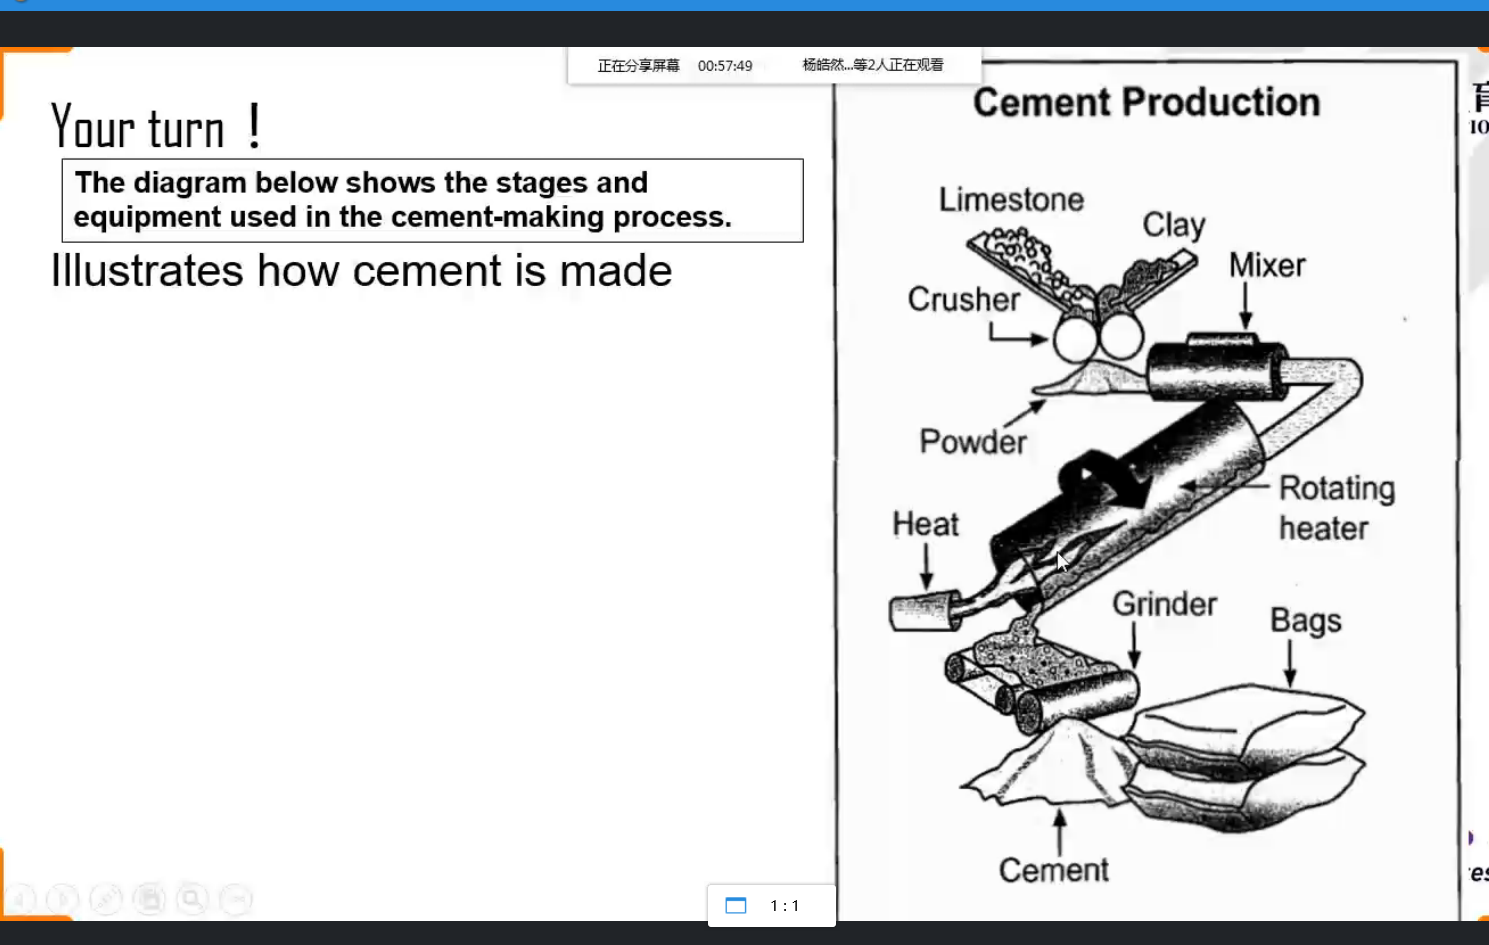 正在分享屏幕 00:57:49 杨皓然...等2人正在观看
Your turn !
The diagram below shows the stages and
equipment used in the cement-making process.
Illustrates how cement is made
Cement Production
Limestone
Clay
Mixer
Crusher
Powder
Rotating
heater
Heat
Grinder
Bags
Cement
1:1